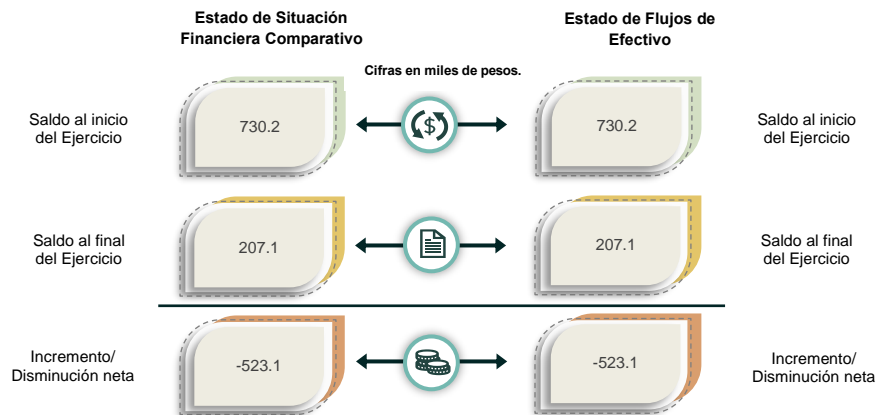 Estado de Situación
Financiera Comparativo
Estado de Flujos de
Efectivo
Cifras en miles de pesos.
Saldo al inicio
del Ejercicio
730.2
$
730.2
Saldo al inicio
del Ejercicio
Saldo al final
del Ejercicio
207.1
207.1
Saldo al final
del Ejercicio
Incremento/
Disminución neta
-523.1
-523.1
Incremento/
Disminución neta